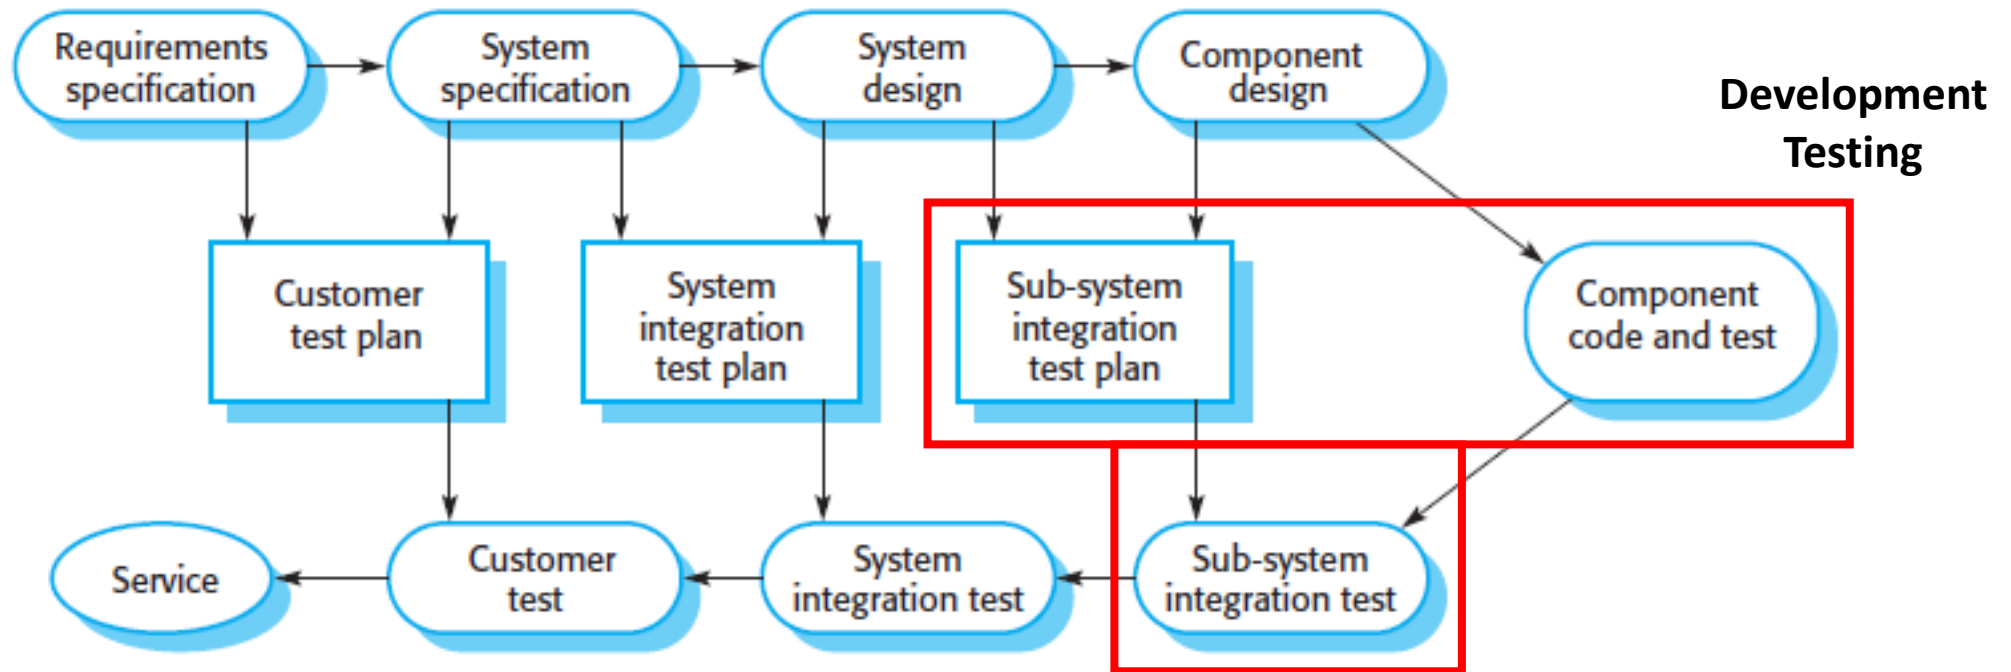 Requirements
specification
System
specification
System
design
Component
design
Development
Testing
Customer
test plan
System
integration
test plan
Sub-system
integration
test plan
Component
code and test
Service
Customer
test
System
integration test
Sub-system
integration test